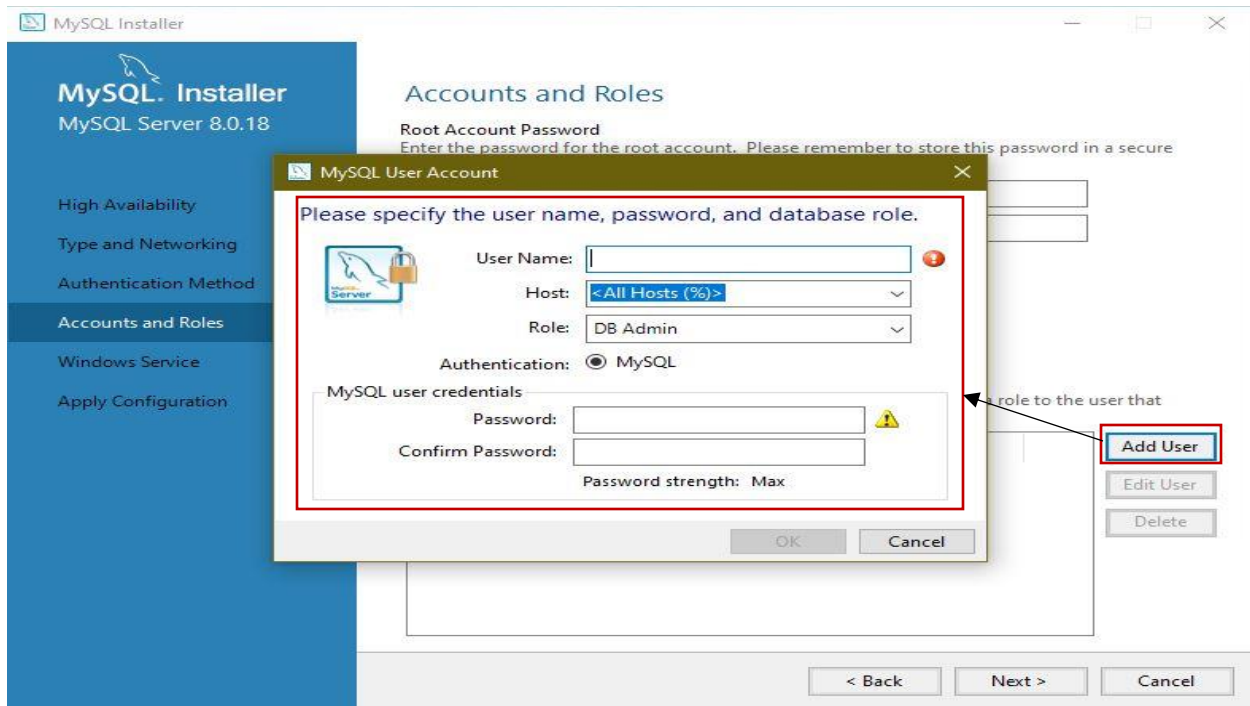 MySQL Installer
MySQL. Installer
MySQL Server 8.0.18
High Availability
Type and Networking
Authentication Method
Accounts and Roles
Windows Service
Apply Configuration
Accounts and Roles
Root Account Password
Enter the password for the root account. Please remember to store this password in a secure
MySQL User Account
Please specify the user name, password, and database role.
MySQL
Server
User Name:
Host: <All Hosts (%)>
Role: DB Admin
Authentication: MySQL
MySQL user credentials
Password:
Confirm Password:
Password strength: Max
OK Cancel
role to the user that
Add User
Edit User
Delete
< Back Next > Cancel